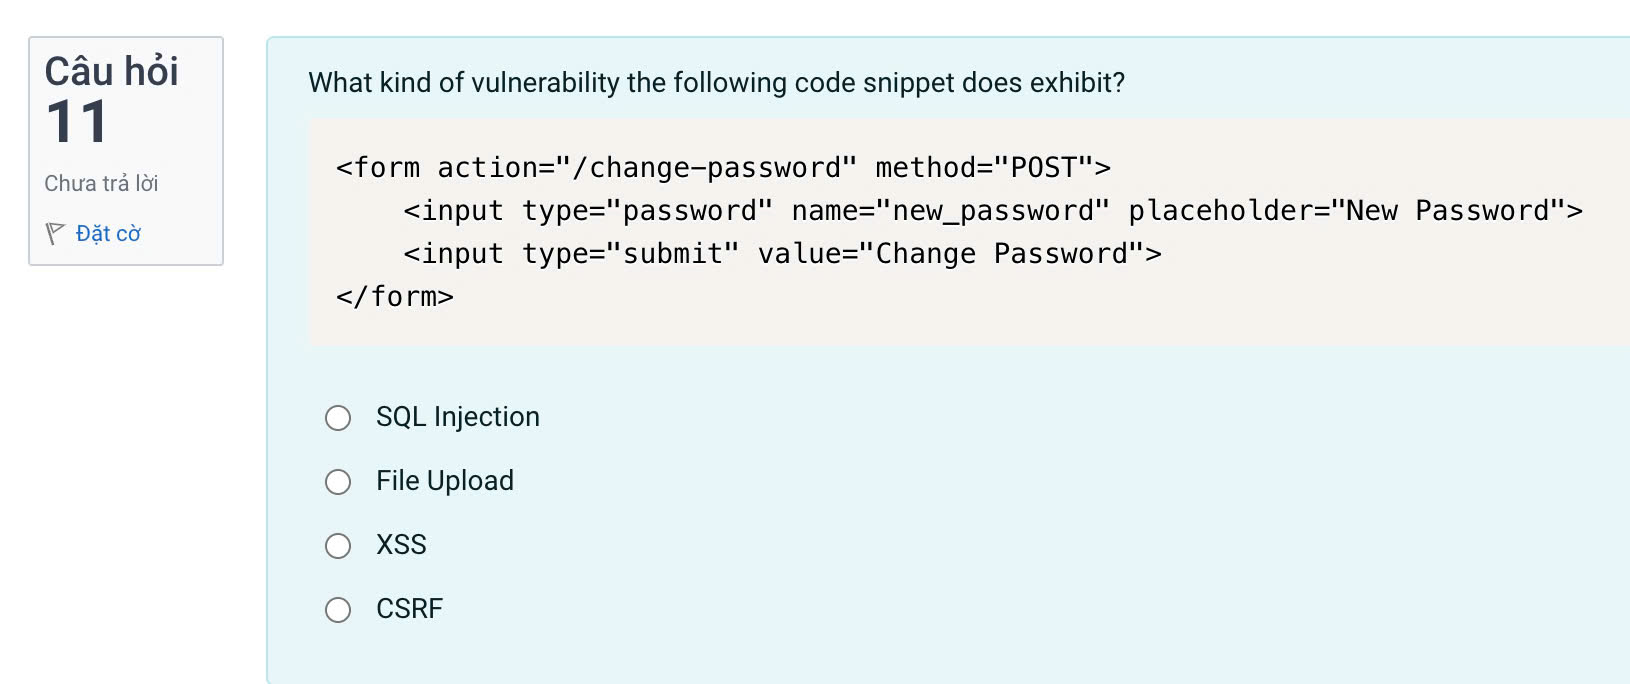 Câu hỏi
11
Chưa trả lời
Đặt cờ
What kind of vulnerability the following code snippet does exhibit?
<form action="/change-password" method="POST">
    <input type="password" name="new_password" placeholder="New Password">
    <input type="submit" value="Change Password">
</form>
SQL Injection
File Upload
XSS
CSRF